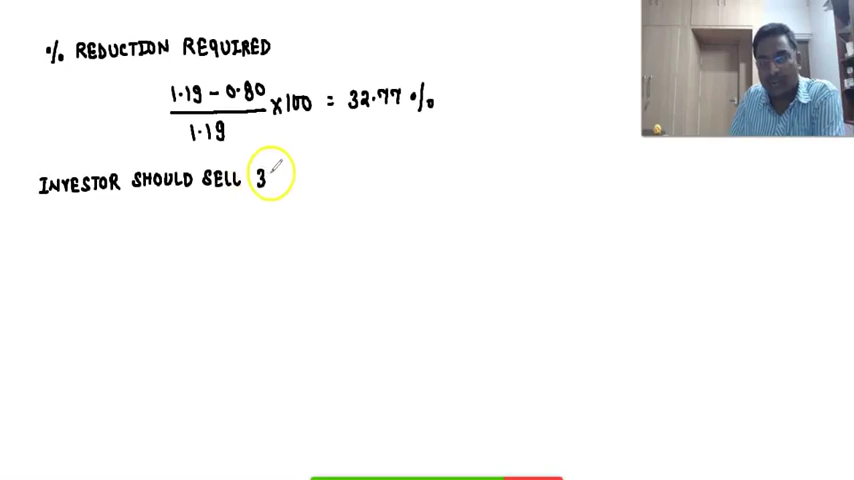 % REDUCTION REQUIRED
1.19 - 0.80
x100 = 32.77 %
1.19
INVESTOR SHOULD SELL 3